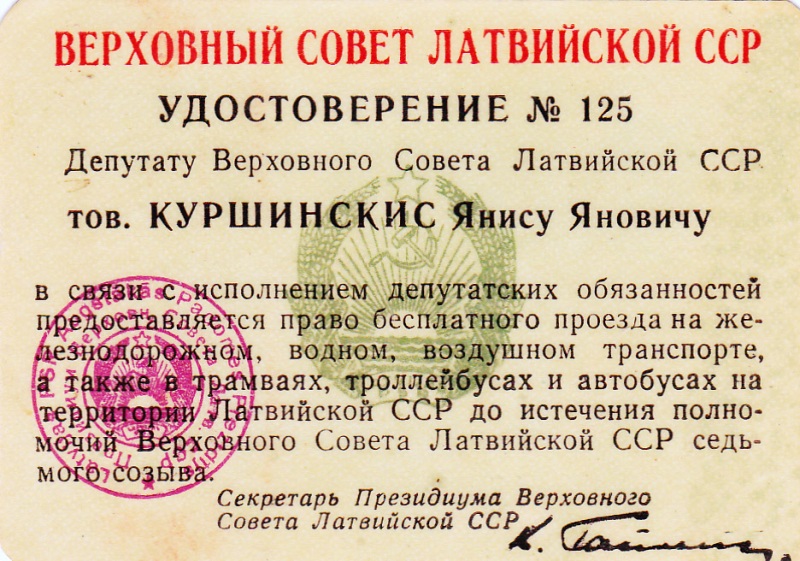 ВЕРХОВНЫЙ СОВЕТ ЛАТВИЙСКОЙ ССР
УДОСТОВЕРЕНИЕ № 125
Депутату Верховного Совета Латвийской ССР
тов. КУРШИНСКИС Янису Яновичу
в связи с исполнением депутатских обязанностей
предоставляется право бесплатного проезда на же-
лезнодорожном, водном, воздушном транспорте,
а также в трамваях, троллейбусах и автобусах на
территории Латвийской ССР до истечения полно-
мочий Верховного Совета Латвийской ССР седь-
мого созыва.
Секретарь Президиума Верховного
Совета Латвийской ССР